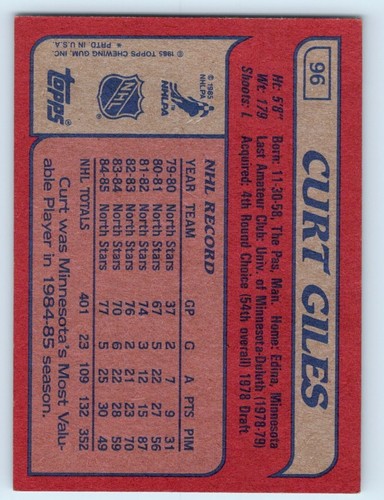 96
CURT GILES
Ht: 5'8" Born: 11-30-58, The Pas, Man. Home: Edina, Minnesota
Wt: 179 Last Amateur Club: Univ. of Minnesota-Duluth (1978-79)
Shoots: L Acquired: 4th Round Choice (54th overall) 1978 Draft.
NHL RECORD
YEAR TEAM GP G A PTS PIM
79-80 North Stars 37 2 7 9 31
80-81 North Stars 67 5 22 27 56
81-82 North Stars 74 3 12 15 87
82-83 North Stars 76 2 21 23 70
83-84 North Stars 70 6 22 28 59
84-85 North Stars 77 5 25 30 49
NHL TOTALS 401 23 109 132 352
Curt was Minnesota's Most Valu-
able Player in 1984-85 season.
© 1985
NHLPA
NHLPA
NHL
topps®
© 1985 TOPPS CHEWING GUM, INC.
* PRTD. IN U.S.A.